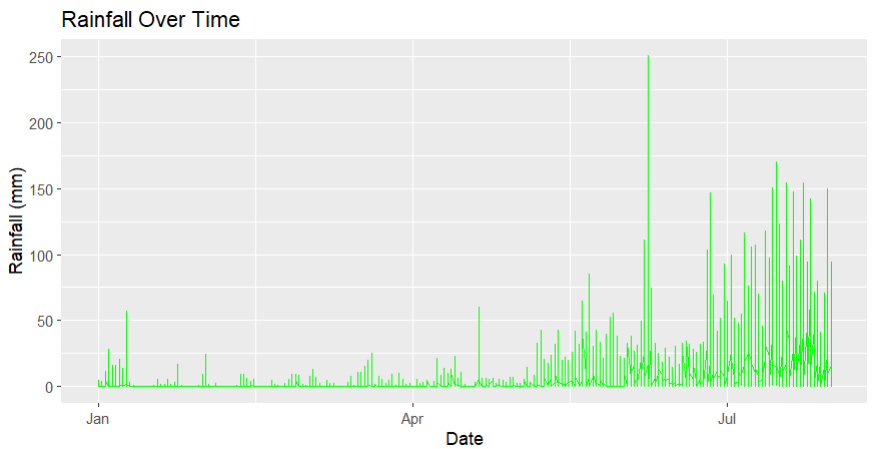 Rainfall Over Time
Rainfall (mm)
250
200
150
100
50
0
Jan
Apr
Jul
Date